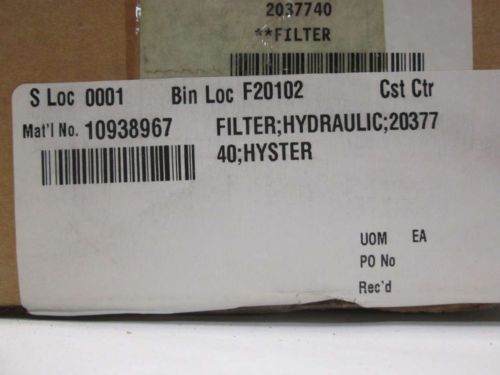 2037740
**FILTER
S Loc 0001 Bin Loc F20102 Cst Ctr
Mat'l No. 10938967 FILTER;HYDRAULIC;20377
40;HYSTER
UOM EA
PO No
Rec'd